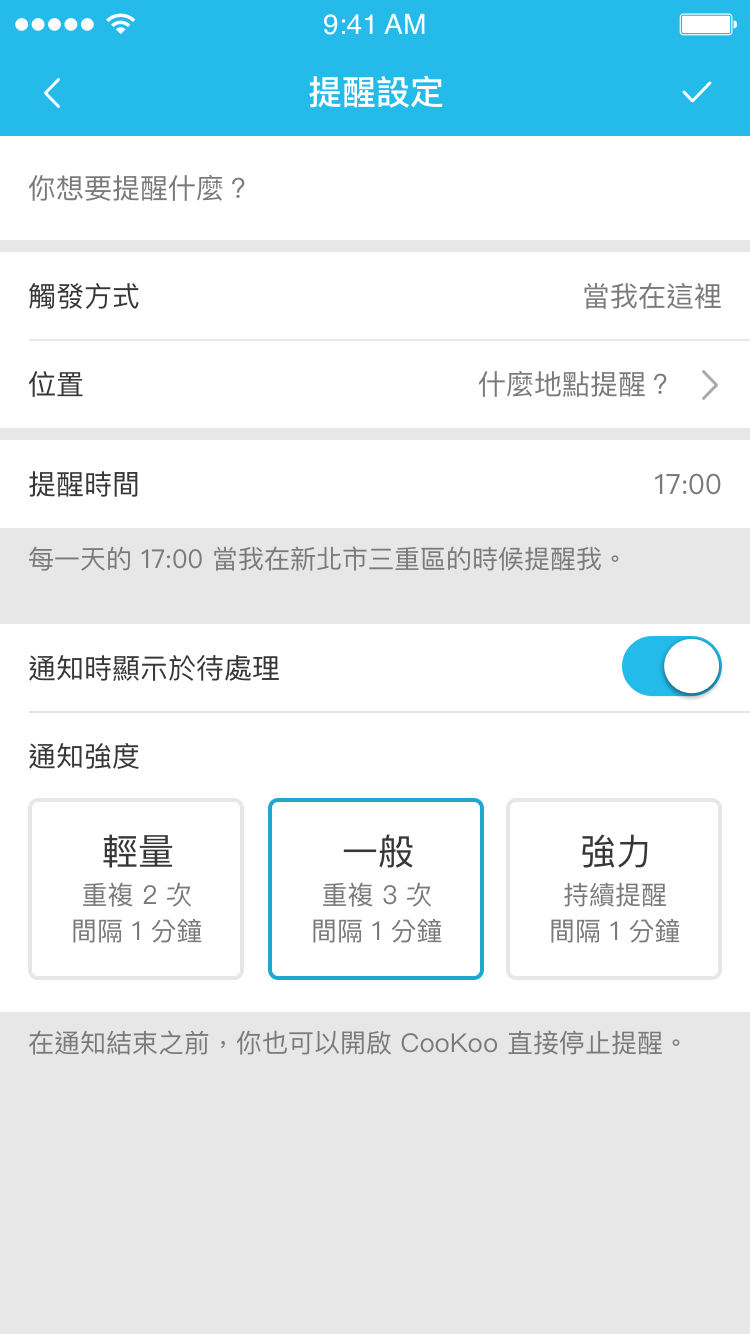 9:41 AM
提醒設定
你想要提醒什麼？
觸發方式 當我在這裡
位置 什麼地點提醒？
提醒時間 17:00
每一天的 17:00 當我在新北市三重區的時候提醒我。
通知時顯示於待處理
通知強度
輕量 一般 強力
重複 2 次 重複 3 次 持續提醒
間隔 1 分鐘 間隔 1 分鐘 間隔 1 分鐘
在通知結束之前，你也可以開啟 CooKoo 直接停止提醒。